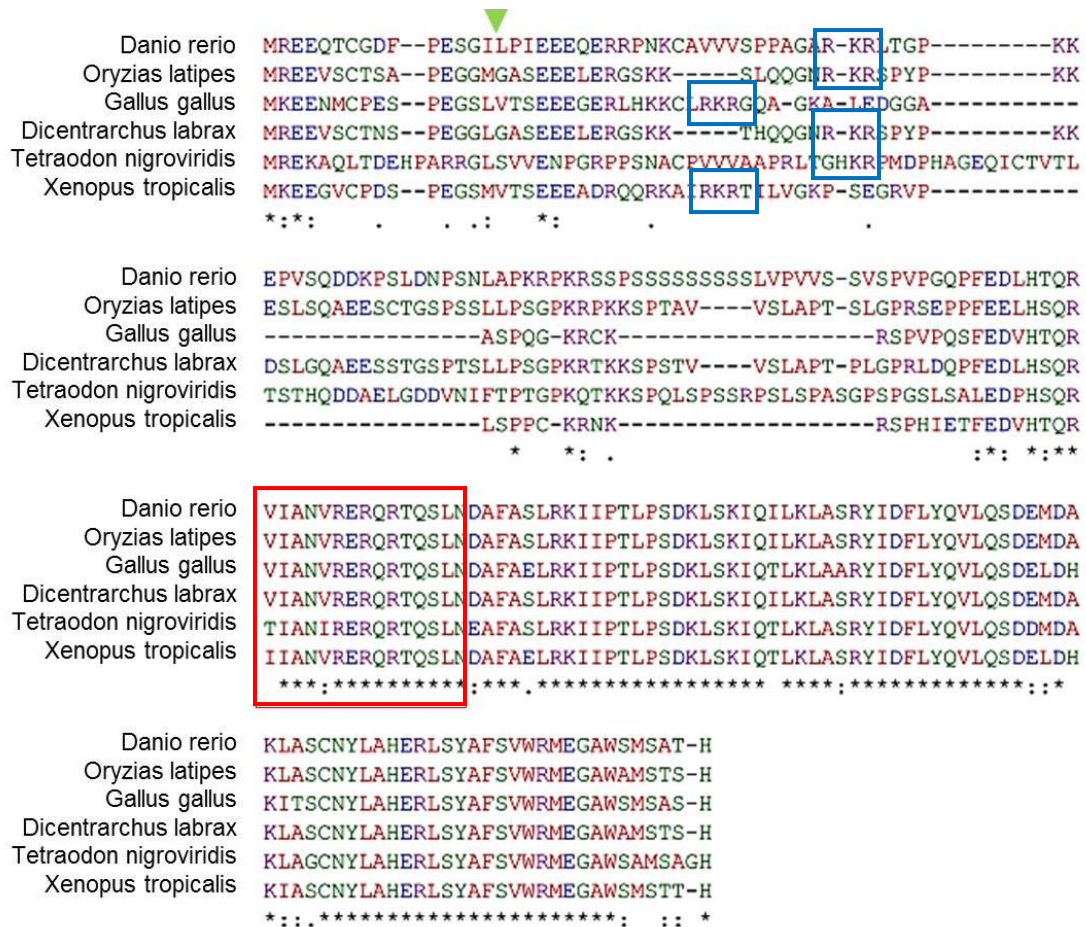 Danio rerio MREEQTCGDF--PESGILPIEEEQERRPNKCAVVVSPPAGAR-KRLTGP---------KK
Oryzias latipes MREEVSCTSA--PEGGMGASEEELERGSKK-----SLQQGNR-KRSPYP---------KK
Gallus gallus MKEENMCPES--PEGSLVTSEEEGERLHKKCLRKRGQA-GKA-LEDGGA-----------
Dicentrarchus labrax MREEVSCTNS--PEGGLGASEEELERGSKK-----THQQGNR-KRSPYP---------KK
Tetraodon nigroviridis MREKAQLTDEHPARRGLSVVENPGRPPSNACPVVVAAPRLTGHKRPMDPHAGEQICTVTL
Xenopus tropicalis MKEEGVCPDS--PEGSMVTSEEEADRQQRKAIRKRTILVGKP-SEGRVP-----------
*:*: . . .: *: . .
Danio rerio EPVSQDDKPSLDNPSNLAPKRPKRSSPSSSSSSSSSLVPVVS-SVSPVPGQPFEDLHTQR
Oryzias latipes ESLSQAEESCTGSPSSLLPSGPKRPKKSPTAV----VSLAPT-SLGPRSEPPFEELHSQR
Gallus gallus --------------ASPQG-KRCK-----------------RSPVPQSFEDVHTQR
Dicentrarchus labrax DSLGQAEESSTGSPTSLLPSGPKRTKKSPSTV----VSLAPT-PLGPRLDQPFEDLHSQR
Tetraodon nigroviridis TSTHQDDAELGDDVNIFTPTGPKQTKKSPQLSPSSRPSLSPASGPSPGSLSALEDPHSQR
Xenopus tropicalis --------------LSPPC-KRNK-----------------RSPHIETFEDVHTQR
* *: . :*: *:**
Danio rerio VIANVRERQRTQSLNDAFASLRKIIPTLPSDKLSKIQILKLASRYIDFLYQVLQSDEMDA
Oryzias latipes VIANVRERQRTQSLNDAFASLRKIIPTLPSDKLSKIQILKLASRYIDFLYQVLQSDEMDA
Gallus gallus VIANVRERQRTQSLNDAFAELRKIIPTLPSDKLSKIQTLKLAARYIDFLYQVLQSDELDH
Dicentrarchus labrax VIANVRERQRTQSLNDAFASLRKIIPTLPSDKLSKIQILKLASRYIDFLYQVLQSDEMDA
Tetraodon nigroviridis TIANIRERQRTQSLNEAFASLRKIIPTLPSDKLSKIQTLKLASRYIDFLYQVLQSDDMDA
Xenopus tropicalis IIANVRERQRTQSLNDAFAELRKIIPTLPSDKLSKIQTLKLASRYIDFLYQVLQSDELDH
***:**********:***.***************** ****:*************::*
Danio rerio KLASCNYLAHERLSYAFSVWRMEGAWSMSAT-H
Oryzias latipes KLASCNYLAHERLSYAFSVWRMEGAWAMSTS-H
Gallus gallus KITSCNYLAHERLSYAFSVWRMEGAWSMSAS-H
Dicentrarchus labrax KLASCNYLAHERLSYAFSVWRMEGAWAMSTS-H
Tetraodon nigroviridis KLAGCNYLAHERLSYAFSVWRMEGAWSAMSAGH
Xenopus tropicalis KIASCNYLAHERLSYAFSVWRMEGAWSMSTT-H
*::.**********************: :: *